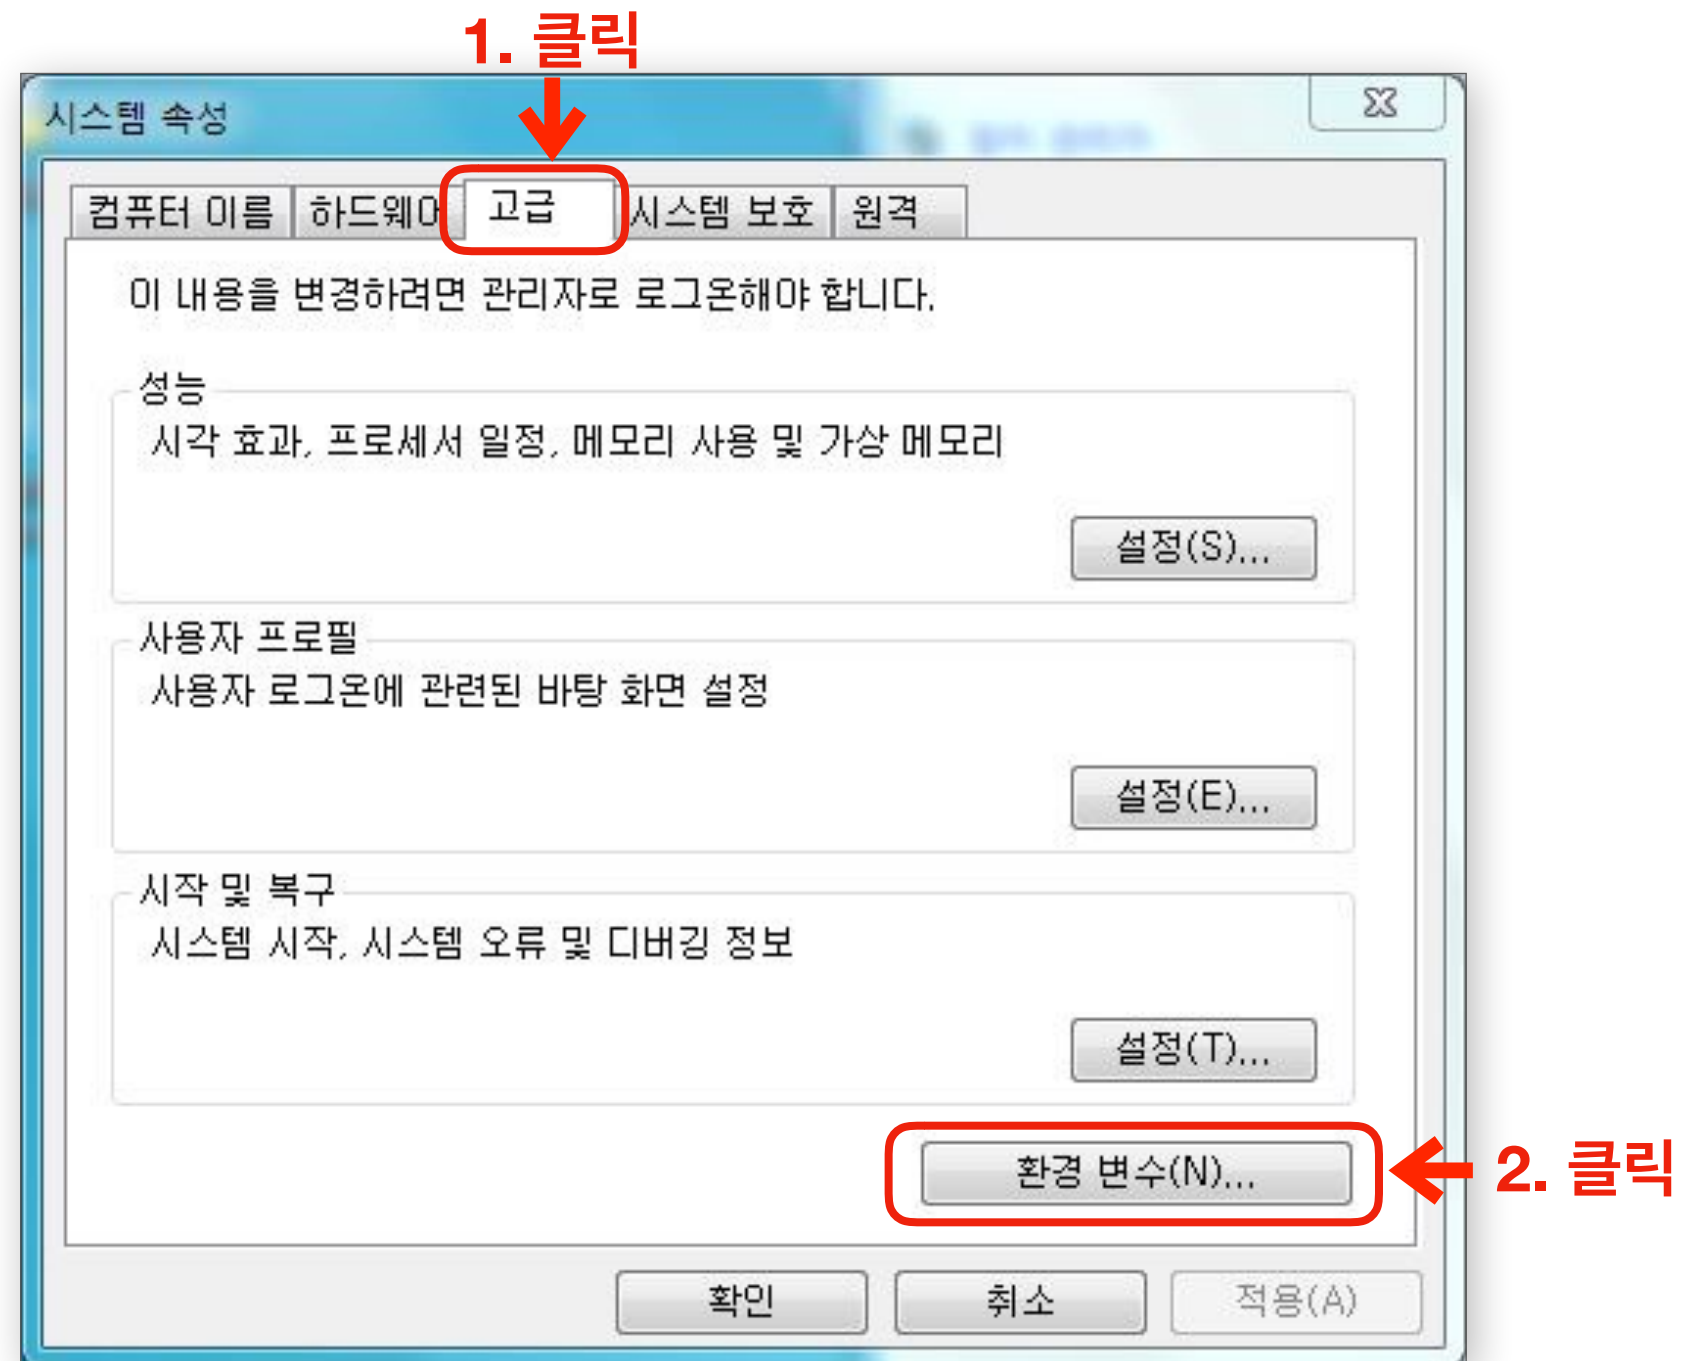 1. 클릭
시스템 속성
컴퓨터 이름 하드웨어 고급 시스템 보호 원격
이 내용을 변경하려면 관리자로 로그온해야 합니다.
성능
시각 효과, 프로세서 일정, 메모리 사용 및 가상 메모리
설정(S)...
사용자 프로필
사용자 로그온에 관련된 바탕 화면 설정
설정(E)...
시작 및 복구
시스템 시작, 시스템 오류 및 디버깅 정보
설정(T)...
환경 변수(N)...
2. 클릭
확인 취소 적용(A)